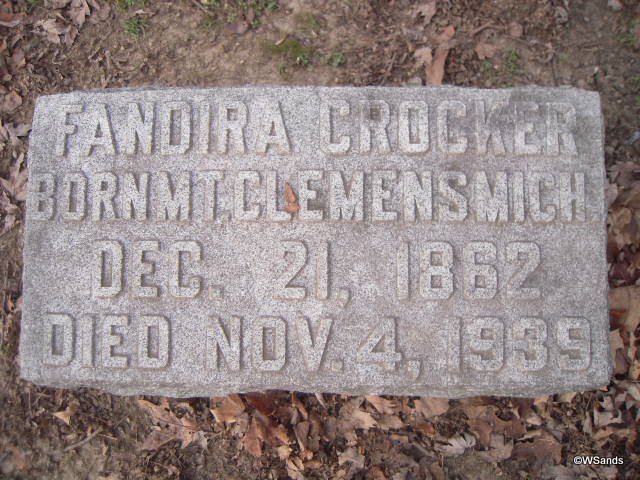 FANDIRA CROCKER
BORN MT. CLEMENS MICH.
DEC. 21, 1862
DIED NOV. 4, 1939
©WSands